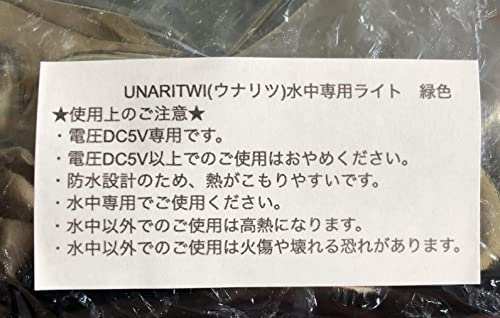 UNARITWI(ウナリツ)水中専用ライト　緑色
★使用上のご注意★
・電圧DC5V専用です。
・電圧DC5V以上でのご使用はおやめください。
・防水設計のため、熱がこもりやすいです。
・水中専用でご使用ください。
・水中以外でのご使用は高熱になります。
・水中以外でのご使用は火傷や壊れる恐れがあります。